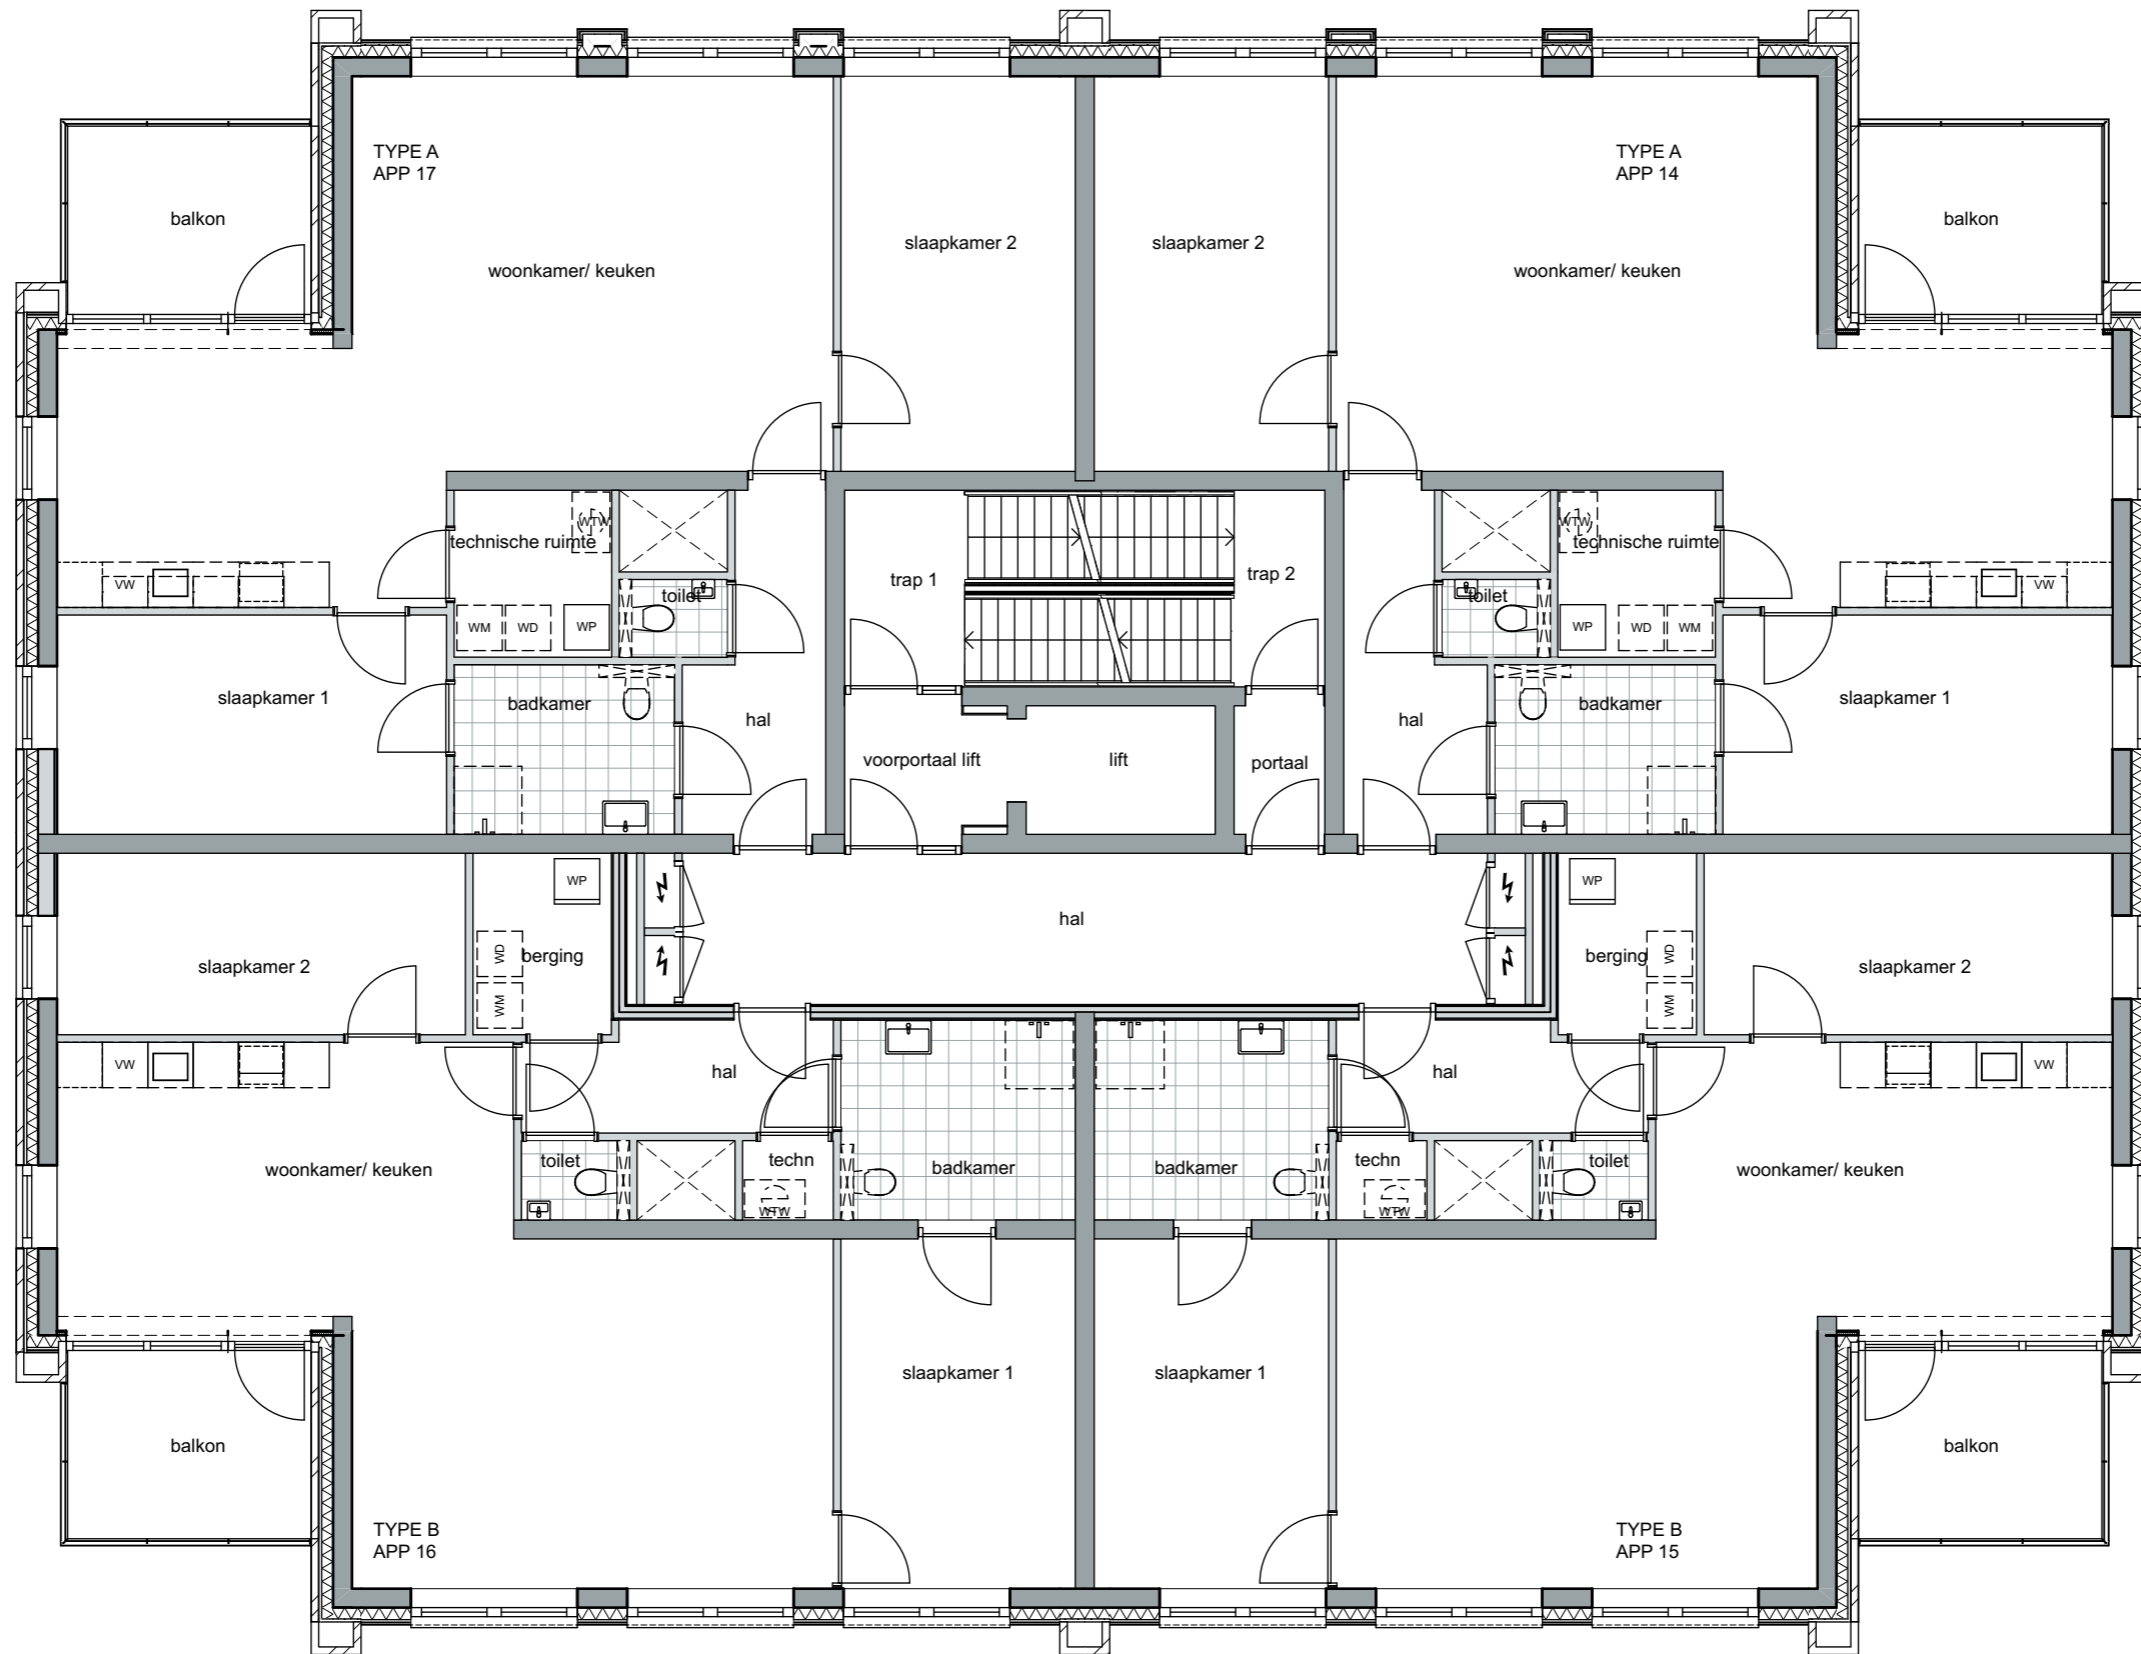 TYPE A
APP 17
TYPE A
APP 14
balkon
balkon
slaapkamer 2
slaapkamer 2
woonkamer/ keuken
woonkamer/ keuken
WTW
technische ruimte
WTW
technische ruimte
trap 1
trap 2
VW
VW
toilet
toilet
WM
WD
WP
WP
WD
WM
slaapkamer 1
badkamer
hal
hal
badkamer
slaapkamer 1
voorportaal lift
lift
portaal
WP
WP
hal
slaapkamer 2
WD
berging
berging
WD
slaapkamer 2
WM
WM
VW
hal
hal
VW
woonkamer/ keuken
toilet
techn
badkamer
badkamer
techn
toilet
woonkamer/ keuken
WTW
WTW
slaapkamer 1
slaapkamer 1
balkon
balkon
TYPE B
APP 16
TYPE B
APP 15